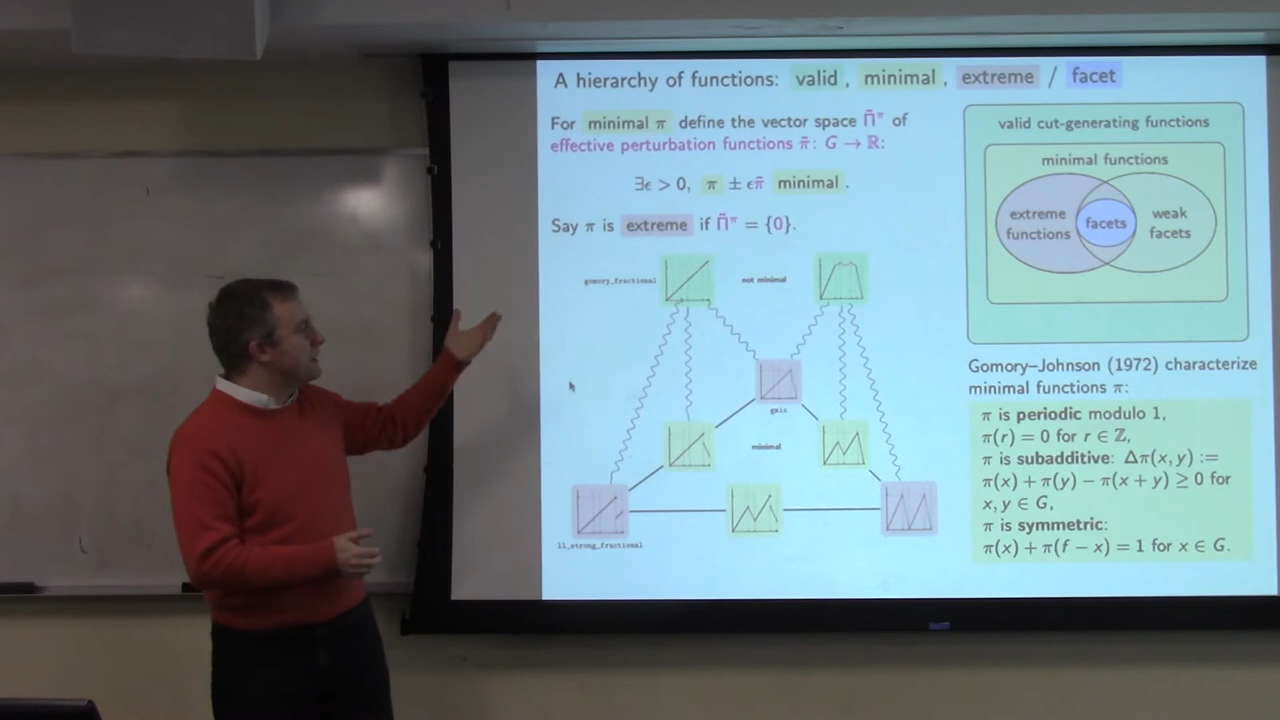 A hierarchy of functions: valid , minimal , extreme / facet
For minimal π define the vector space Π̃^π of
effective perturbation functions π̃: G → ℝ:
∃ϵ > 0, π ± ϵπ̃ minimal .
Say π is extreme if Π̃^π = {0}.
gomory_fractional
not minimal
gmic
minimal
ll_strong_fractional
valid cut-generating functions
minimal functions
extreme
functions
facets
weak
facets
Gomory–Johnson (1972) characterize
minimal functions π:
π is periodic modulo 1,
π(r) = 0 for r ∈ ℤ,
π is subadditive: Δπ(x, y) :=
π(x) + π(y) − π(x + y) ≥ 0 for
x, y ∈ G,
π is symmetric:
π(x) + π(f − x) = 1 for x ∈ G.